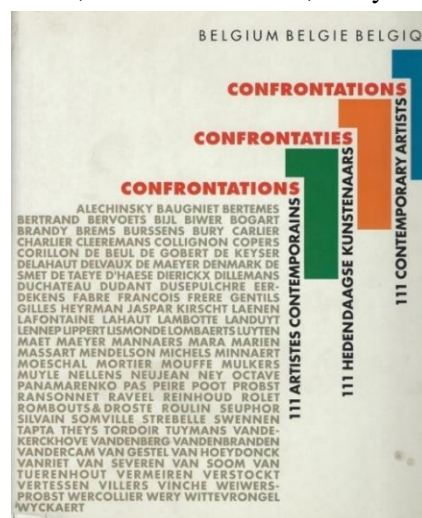 BELGIUM BELGIE BELGIQ
CONFRONTATIONS
CONFRONTATIES
CONFRONTATIONS
111 ARTISTES CONTEMPORAINS
111 HEDENDAAGSE KUNSTENAARS
111 CONTEMPORARY ARTISTS
ALECHINSKY BAUGNIET BERTEMES
BERTRAND BERVOETS BIJL BIWER BOGART
BRANDY BREMS BURSSENS BURY CARLIER
CHARLIER CLEEREMANS COLLIGNON COPERS
CORILLON DE BEUL DE GOBERT DE KEYSER
DELAHAUT DELVAUX DE MAEYER DENMARK DE
SMET DE TAEYE D'HAESE DIERICKX DILLEMANS
DUCHATEAU DUDANT DUSEPULCHRE EER-
DEKENS FABRE FRANCOIS FRERE GENTILS
GILLES HEYRMAN JASPAR KIRSCHT LAENEN
LAFONTAINE LAHAUT LAMBOTTE LANDUYT
LENNEP LIPPERT LISMONDE LOMBAERTS LUYTEN
MAET MAEYER MANNAERS MARA MARIEN
MASSART MENDELSON MICHELS MINNAERT
MOESCHAL MORTIER MOUFFE MULKERS
MUYLE NELLENS NEUJEAN NEY OCTAVE
PANAMARENKO PAS PEIRE POOT PROBST
RANSONNET RAVEEL REINHOUD ROLET
ROMBOUTS & DROSTE ROULIN SEUPHOR
SILVAIN SOMVILLE STREBELLE SWENNEN
TAPTA THEYS TORDOIR TUYMANS VANDE-
KERCKHOVE VANDENBERG VANDENBRANDEN
VANDERCAM VAN GESTEL VAN HOEYDONCK
VANRIET VAN SEVEREN VAN SOOM VAN
TUERENHOUT VERMEIREN VERSTOCKT
VERTESSEN VILLERS VINCHE WEIWERS-
PROBST WERCOLLIER WERY WITTEVRONGEL
WYCKAERT